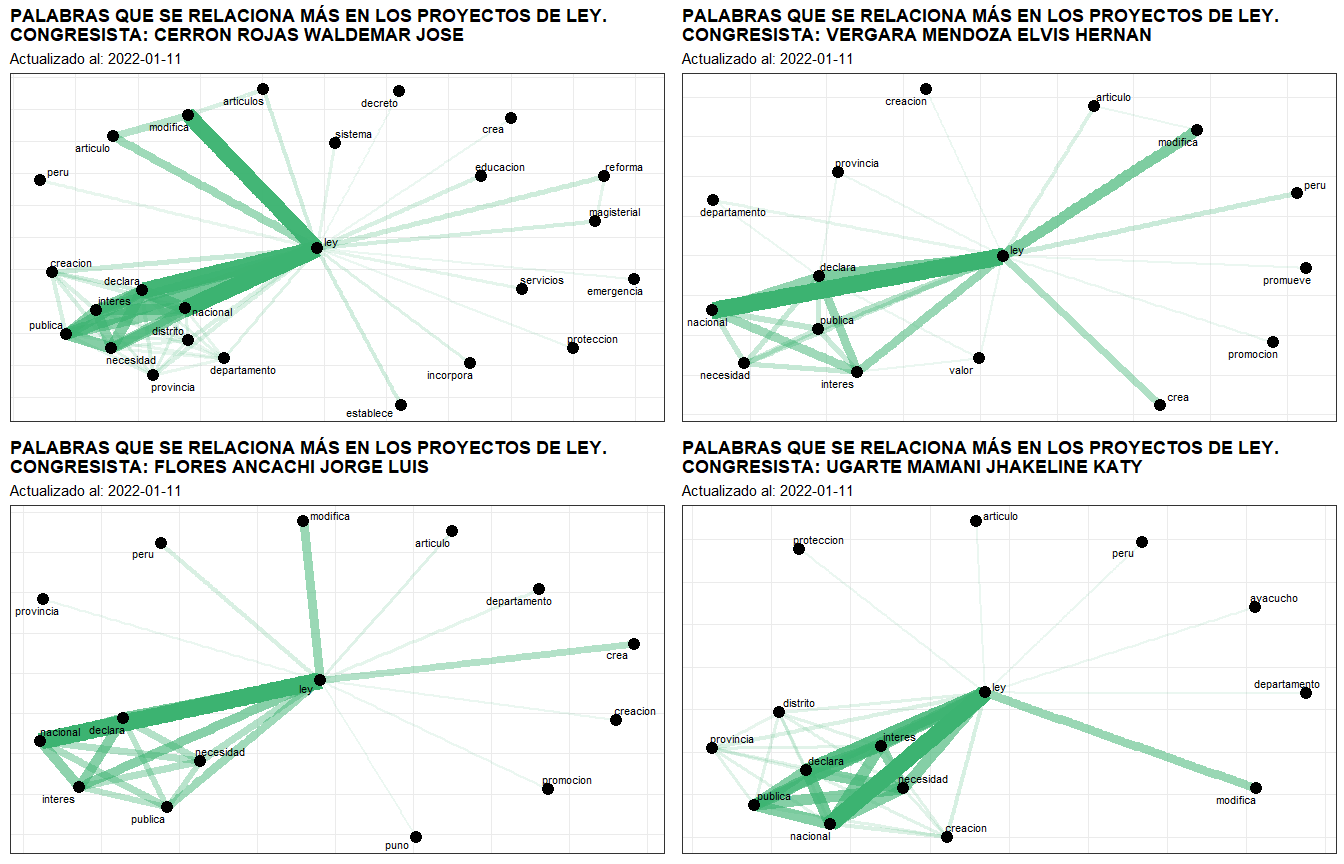 PALABRAS QUE SE RELACIONA MÁS EN LOS PROYECTOS DE LEY.
CONGRESISTA: CERRON ROJAS WALDEMAR JOSE
Actualizado al: 2022-01-11
articulos
decreto
modifica
crea
articulo
sistema
peru
educacion
reforma
magisterial
ley
creacion
declara
servicios
emergencia
interes
nacional
publica
distrito
necesidad
proteccion
departamento
incorpora
provincia
establece
PALABRAS QUE SE RELACIONA MÁS EN LOS PROYECTOS DE LEY.
CONGRESISTA: VERGARA MENDOZA ELVIS HERNAN
Actualizado al: 2022-01-11
creacion
articulo
modifica
provincia
peru
departamento
ley
declara
promueve
nacional
publica
promocion
necesidad
valor
interes
crea
PALABRAS QUE SE RELACIONA MÁS EN LOS PROYECTOS DE LEY.
CONGRESISTA: FLORES ANCACHI JORGE LUIS
Actualizado al: 2022-01-11
modifica
articulo
peru
departamento
provincia
crea
ley
creacion
nacional
declara
necesidad
promocion
interes
publica
puno
PALABRAS QUE SE RELACIONA MÁS EN LOS PROYECTOS DE LEY.
CONGRESISTA: UGARTE MAMANI JHAKELINE KATY
Actualizado al: 2022-01-11
articulo
proteccion
peru
ayacucho
departamento
ley
distrito
provincia
interes
declara
necesidad
publica
modifica
nacional
creacion